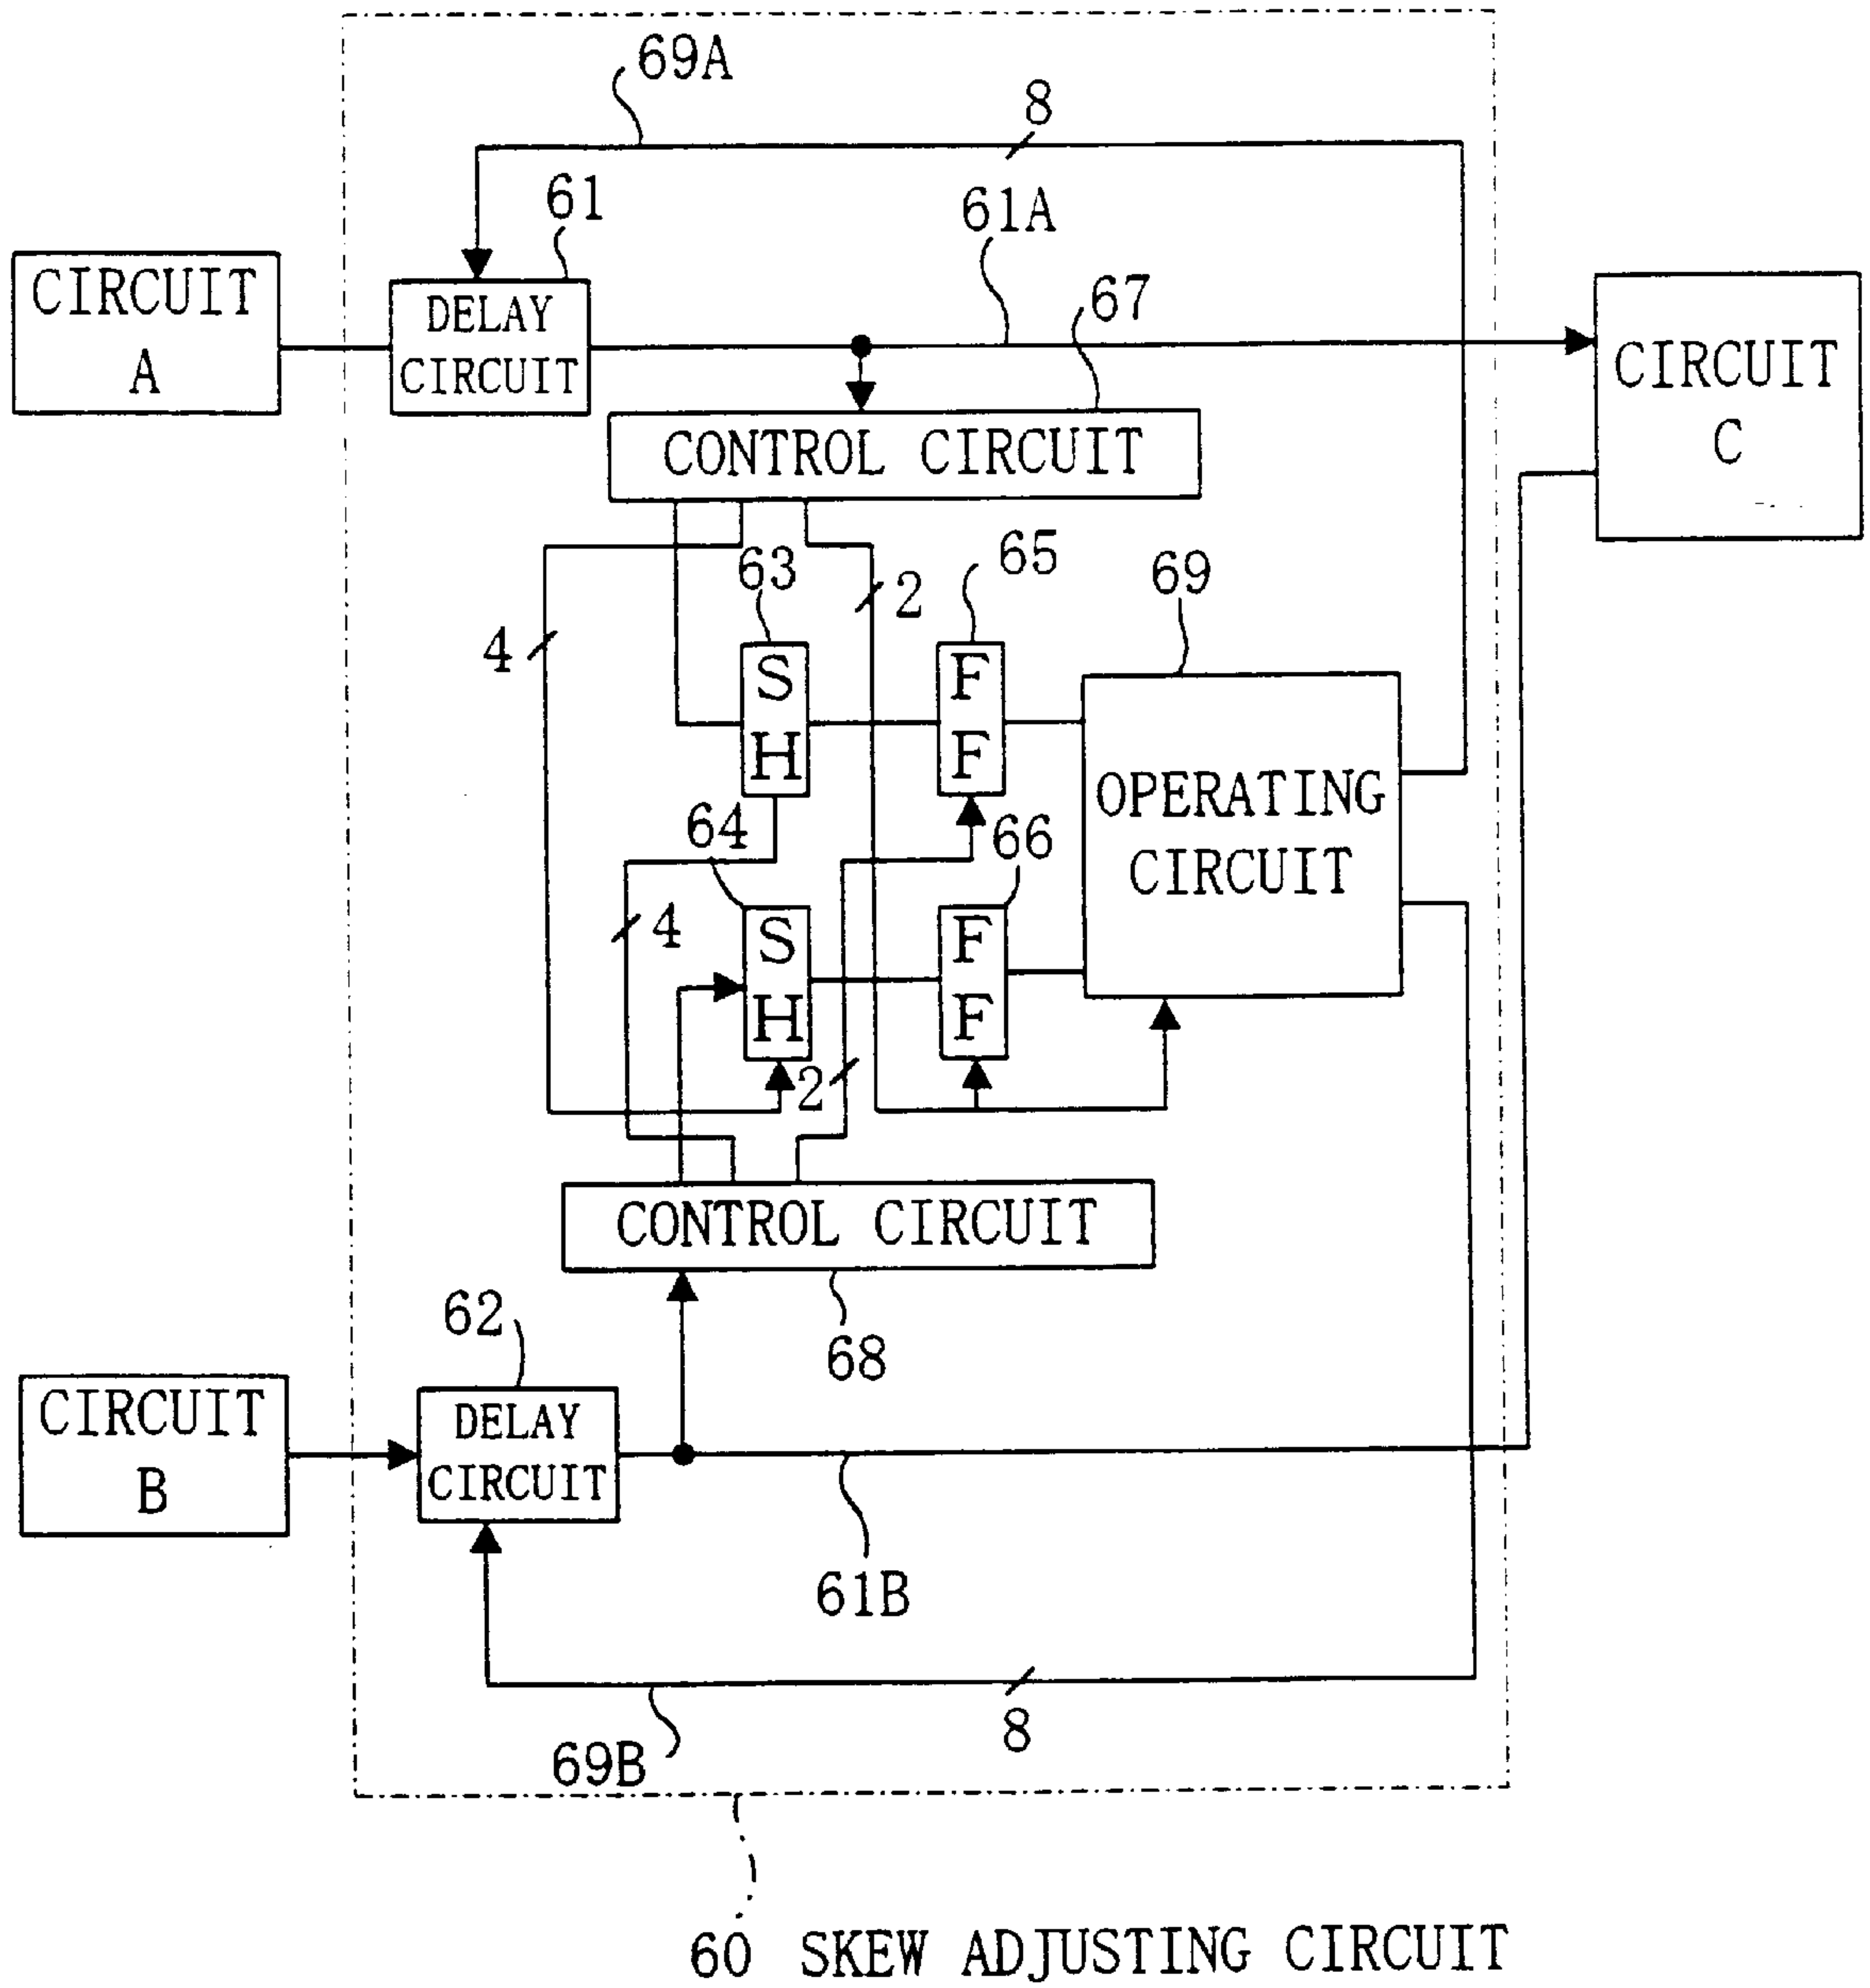 69A
8
61
61A
67
CIRCUIT
A
DELAY
CIRCUIT
CIRCUIT
C
CONTROL CIRCUIT
63
2
65
69
4
S
H
F
F
OPERATING
CIRCUIT
64
66
4
S
H
F
F
2
CONTROL CIRCUIT
62
68
CIRCUIT
B
DELAY
CIRCUIT
61B
8
69B
60 SKEW ADJUSTING CIRCUIT